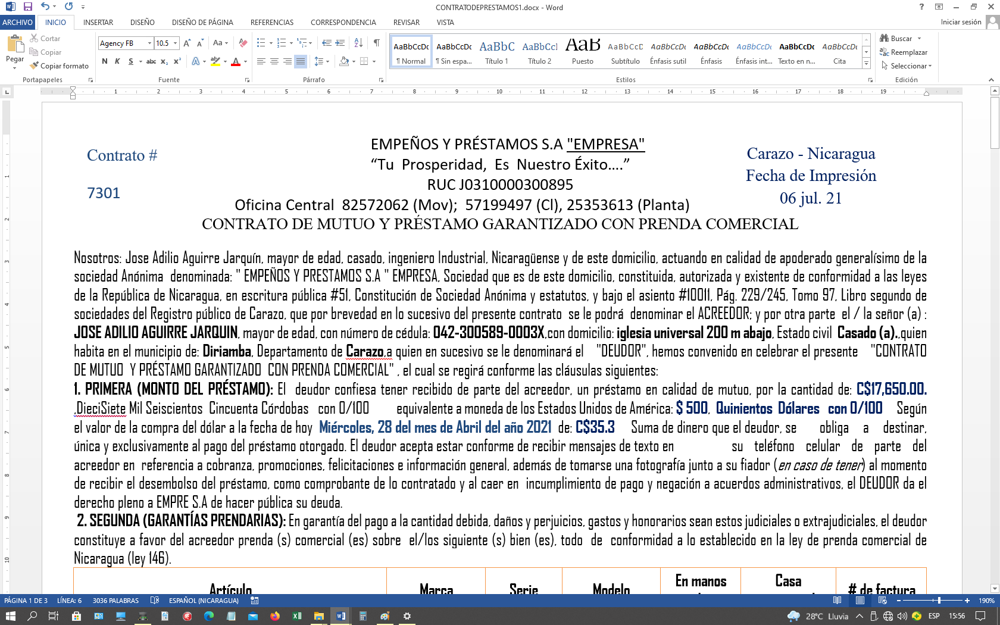 CONTRATODEPRESTAMOS1.docx - Word
ARCHIVO INICIO INSERTAR DISEÑO DISEÑO DE PÁGINA REFERENCIAS CORRESPONDENCIA REVISAR VISTA Iniciar sesión
Pegar
Cortar
Copiar
Copiar formato
Portapapeles
Agency FB 10.5
N K S abc x₂ x²
Fuente
Párrafo
AaBbCcDc AaBbCcDc AaBbC AaBbCcI AaB AaBbCcD AaBbCcDc AaBbCcDc AaBbCcDc AaBbCcDc AaBbCcDc
¶ Normal ¶ Sin espa... Título 1 Título 2 Puesto Subtítulo Énfasis sutil Énfasis Énfasis int... Texto en n... Cita
Estilos
Buscar
Reemplazar
Seleccionar
Edición
1 2 3 4 5 6 7 8 9 10 11 12 13 14 15 16 17 18 19
Contrato #
7301
EMPEÑOS Y PRÉSTAMOS S.A "EMPRESA"
“Tu Prosperidad, Es Nuestro Éxito....”
RUC J0310000300895
Oficina Central 82572062 (Mov); 57199497 (Cl), 25353613 (Planta)
CONTRATO DE MUTUO Y PRÉSTAMO GARANTIZADO CON PRENDA COMERCIAL
Carazo - Nicaragua
Fecha de Impresión
06 jul. 21
Nosotros: Jose Adilio Aguirre Jarquín, mayor de edad, casado, ingeniero Industrial, Nicaragüense y de este domicilio, actuando en calidad de apoderado generalísimo de la
sociedad Anónima denominada: " EMPEÑOS Y PRESTAMOS S.A " EMPRESA, Sociedad que es de este domicilio, constituida, autorizada y existente de conformidad a las leyes
de la República de Nicaragua, en escritura pública #51, Constitución de Sociedad Anónima y estatutos, y bajo el asiento #10011, Pág. 229/245, Tomo 97, Libro segundo de
sociedades del Registro público de Carazo, que por brevedad en lo sucesivo del presente contrato se le podrá denominar el ACREEDOR; y por otra parte el / la señor (a) :
JOSE ADILIO AGUIRRE JARQUIN, mayor de edad, con número de cédula: 042-300589-0003X,con domicilio: iglesia universal 200 m abajo, Estado civil Casado (a).,quien
habita en el municipio de: Diriamba, Departamento de Carazo,a quien en sucesivo se le denominará el "DEUDOR", hemos convenido en celebrar el presente "CONTRATO
DE MUTUO Y PRÉSTAMO GARANTIZADO CON PRENDA COMERCIAL" , el cual se regirá conforme las cláusulas siguientes:
1. PRIMERA (MONTO DEL PRÉSTAMO): El deudor confiesa tener recibido de parte del acreedor, un préstamo en calidad de mutuo, por la cantidad de: C$17,650.00.
,DieciSiete Mil Seiscientos Cincuenta Córdobas con 0/100 equivalente a moneda de los Estados Unidos de América: $ 500, Quinientos Dólares con 0/100 Según
el valor de la compra del dólar a la fecha de hoy Miércoles, 28 del mes de Abril del año 2021 de: C$35.3 Suma de dinero que el deudor, se obliga a destinar,
única y exclusivamente al pago del préstamo otorgado. El deudor acepta estar conforme de recibir mensajes de texto en su teléfono celular de parte del
acreedor en referencia a cobranza, promociones, felicitaciones e información general, además de tomarse una fotografía junto a su fiador (en caso de tener) al momento
de recibir el desembolso del préstamo, como comprobante de lo contratado y al caer en incumplimiento de pago y negación a acuerdos administrativos, el DEUDOR da el
derecho pleno a EMPRE S.A de hacer pública su deuda.
2. SEGUNDA (GARANTÍAS PRENDARIAS): En garantía del pago a la cantidad debida, daños y perjuicios, gastos y honorarios sean estos judiciales o extrajudiciales, el deudor
constituye a favor del acreedor prenda (s) comercial (es) sobre el/los siguiente (s) bien (es), todo de conformidad a lo establecido en la ley de prenda comercial de
Nicaragua (ley 146).
Artículo Marca Serie Modelo En manos Casa # de factura
PÁGINA 1 DE 3 LÍNEA: 6 3036 PALABRAS ESPAÑOL (NICARAGUA) 190%
28°C Lluvia ESP 15:56